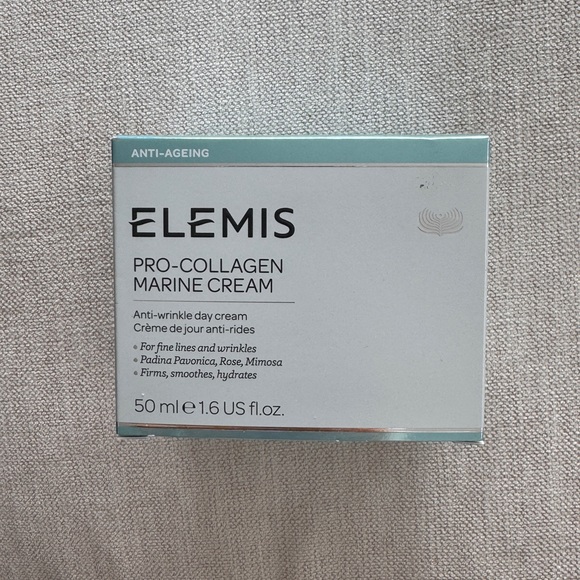 ANTI-AGEING
ELEMIS
PRO-COLLAGEN
MARINE CREAM
Anti-wrinkle day cream
Crème de jour anti-rides
• For fine lines and wrinkles
• Padina Pavonica, Rose, Mimosa
• Firms, smoothes, hydrates
50 ml ℮ 1.6 US fl.oz.